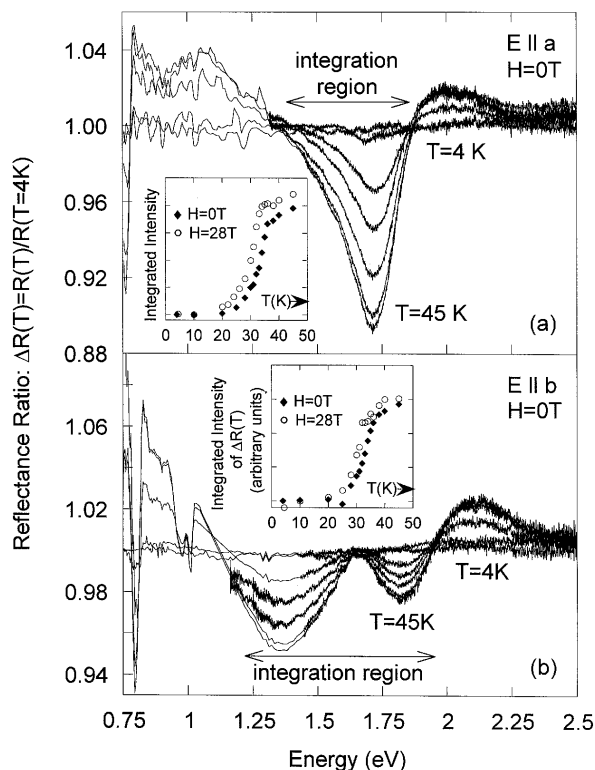 Reflectance Ratio: ΔR(T)=R(T)/R(T=4K)
1.04
1.00
0.96
0.92
0.88
E || a
H=0T
integration
region
T=4 K
T=45 K
(a)
Integrated Intensity
H=0T
H=28T
T(K)
0 10 20 30 40 50
1.06
1.02
0.98
0.94
E || b
H=0T
Integrated Intensity
of ΔR(T)
(arbitrary units)
H=0T
H=28T
T(K)
0 10 20 30 40 50
T=4K
T=45K
integration region
(b)
0.75 1 1.25 1.5 1.75 2 2.25 2.5
Energy (eV)